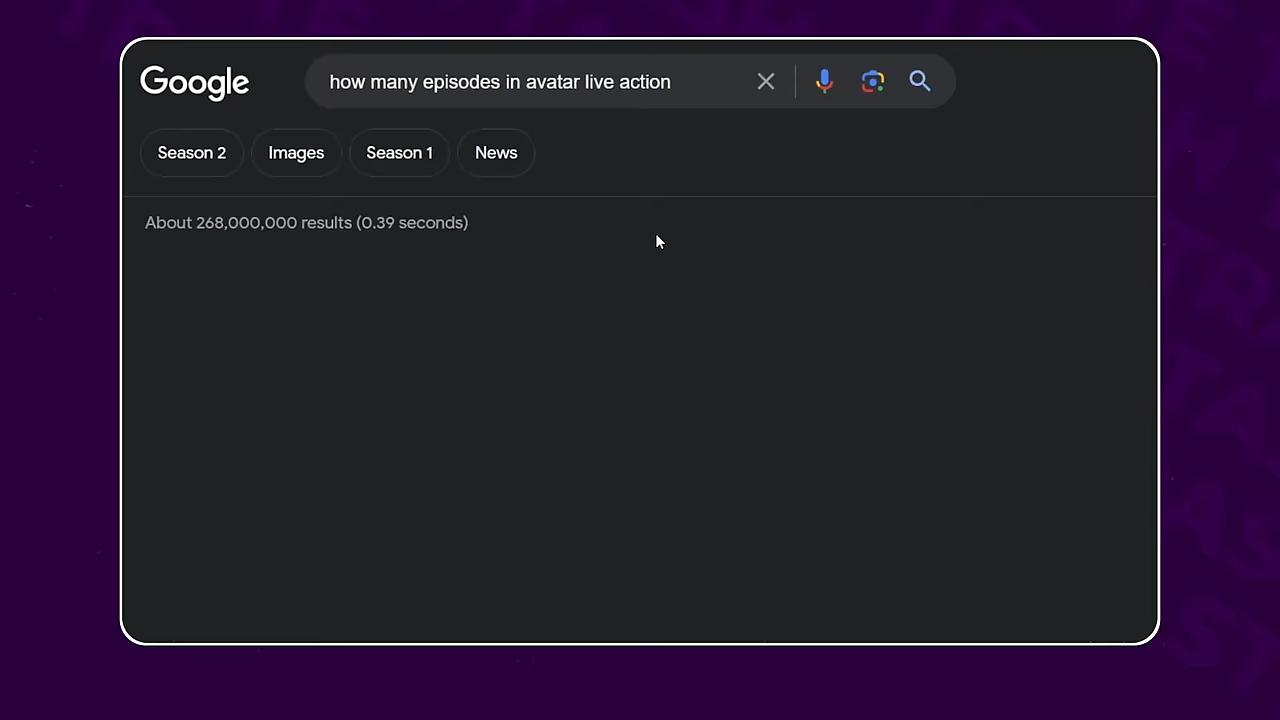 Google
how many episodes in avatar live action
Season 2
Images
Season 1
News
About 268,000,000 results (0.39 seconds)